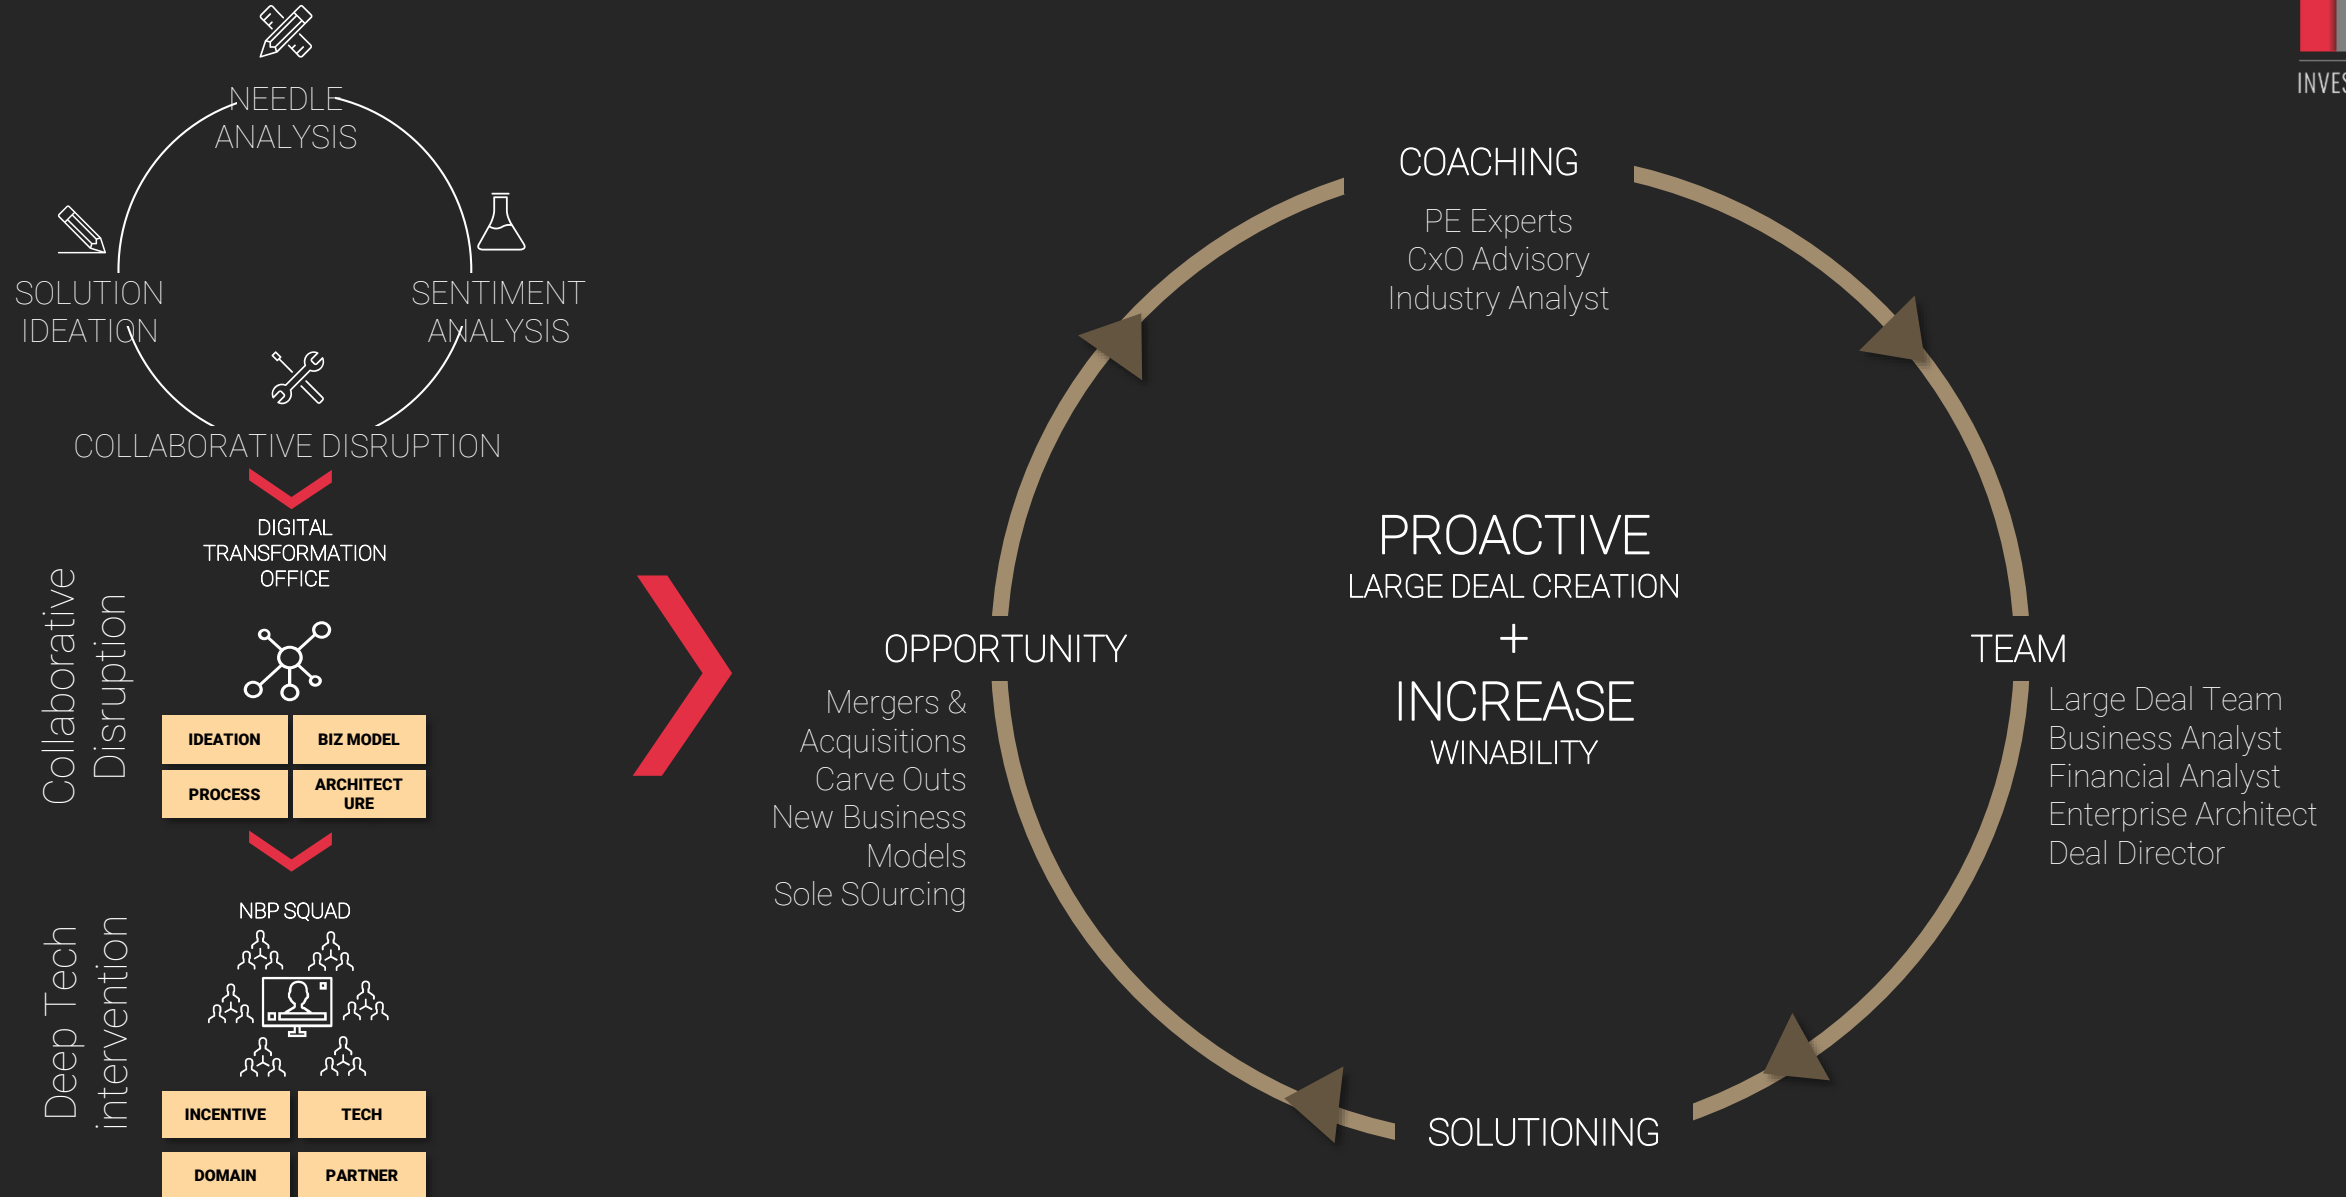 NEEDLE
ANALYSIS
SOLUTION
IDEATION
SENTIMENT
ANALYSIS
COLLABORATIVE DISRUPTION
Collaborative
Disruption
DIGITAL
TRANSFORMATION
OFFICE
IDEATION
BIZ MODEL
PROCESS
ARCHITECT
URE
Deep Tech
intervention
NBP SQUAD
INCENTIVE
TECH
DOMAIN
PARTNER
COACHING
PE Experts
CxO Advisory
Industry Analyst
PROACTIVE
LARGE DEAL CREATION
+
INCREASE
WINABILITY
OPPORTUNITY
Mergers &
Acquisitions
Carve Outs
New Business
Models
Sole SOurcing
TEAM
Large Deal Team
Business Analyst
Financial Analyst
Enterprise Architect
Deal Director
SOLUTIONING